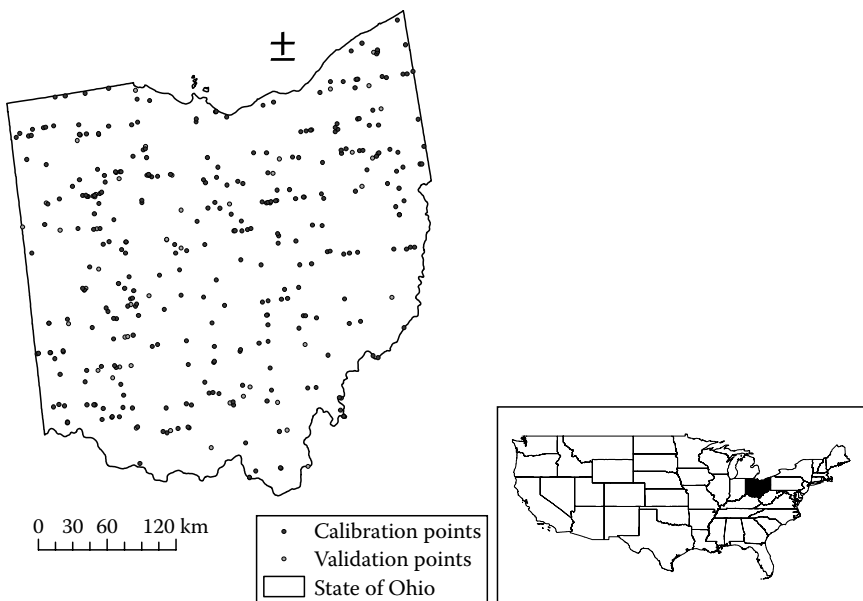 ±
0 30 60 120 km
Calibration points
Validation points
State of Ohio